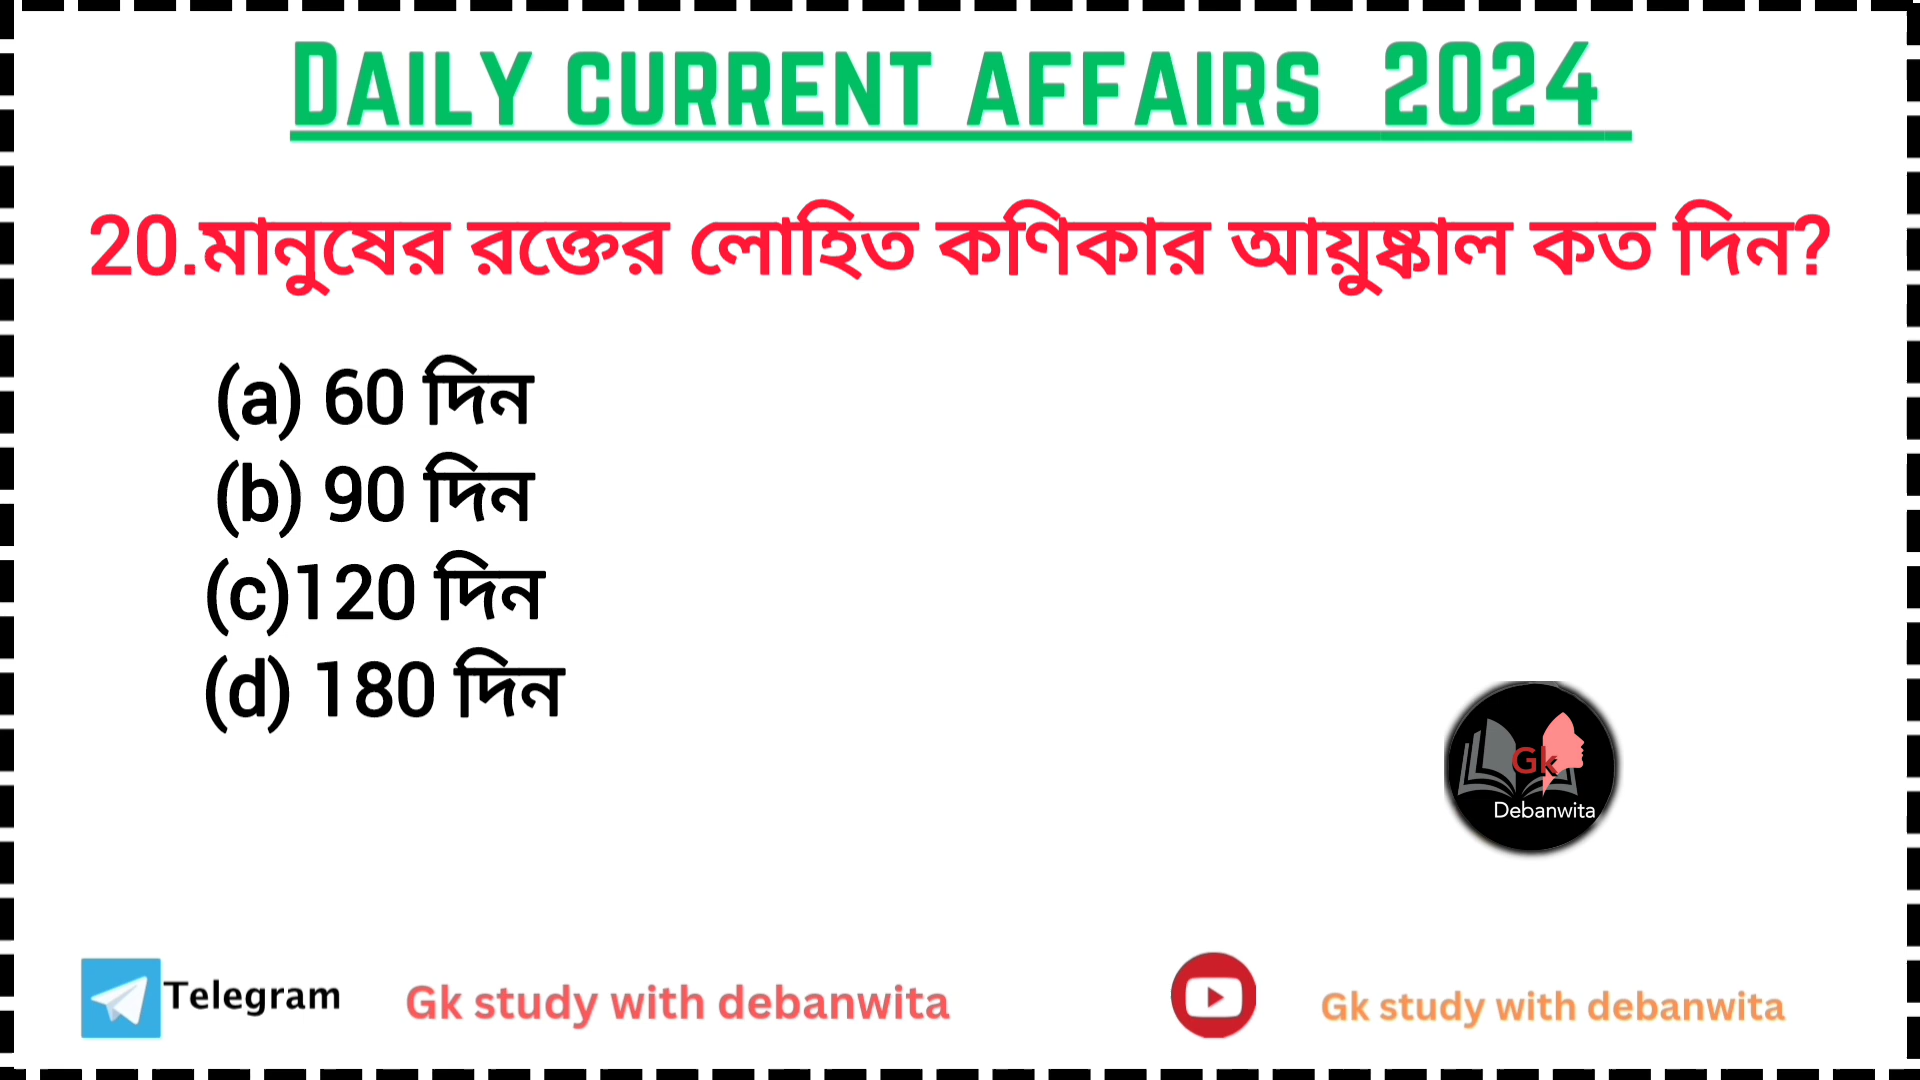 DAILY CURRENT AFFAIRS 2024
20.মানুষের রক্তের লোহিত কণিকার আয়ুষ্কাল কত দিন?
(a) 60 দিন
(b) 90 দিন
(c)120 দিন
(d) 180 দিন
Gk
Debanwita
Telegram
Gk study with debanwita
Gk study with debanwita